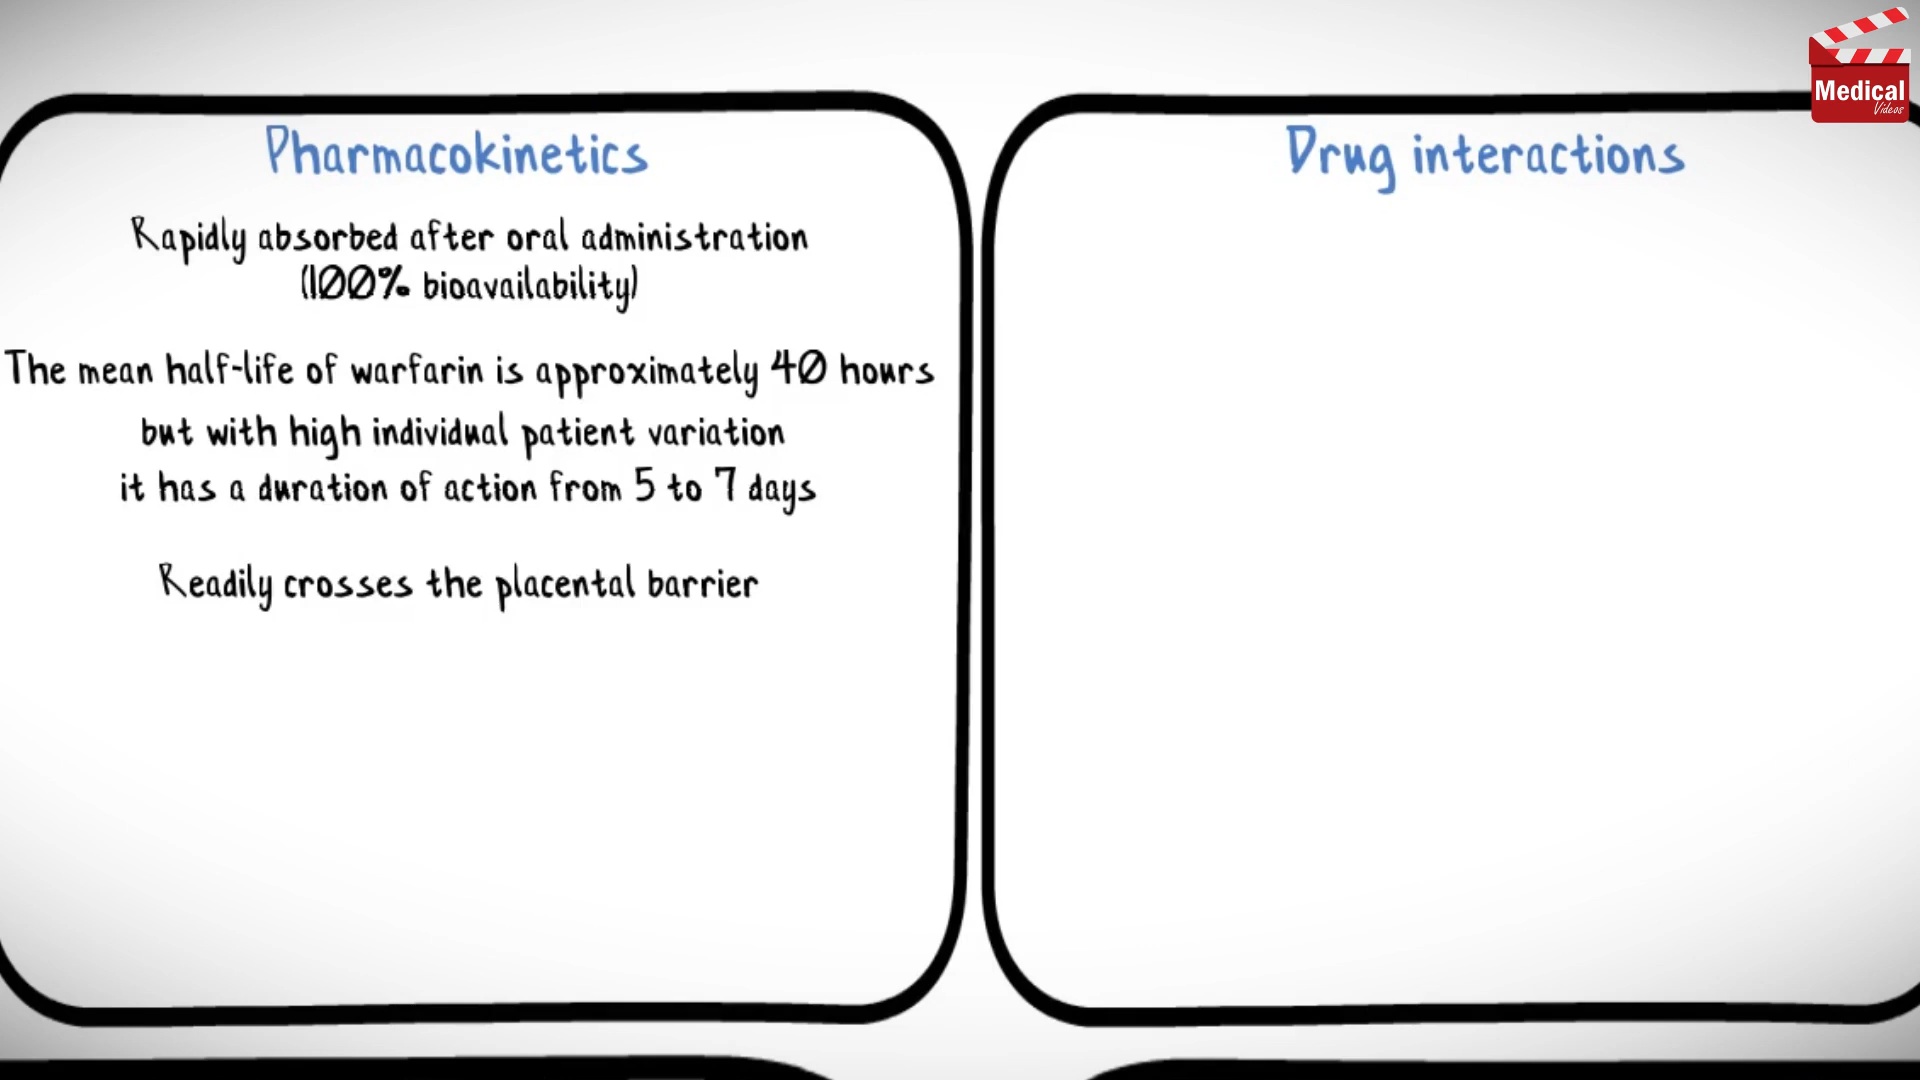 Medical
Videos
Pharmacokinetics
Rapidly absorbed after oral administration
(100% bioavailability)
The mean half-life of warfarin is approximately 40 hours
but with high individual patient variation
it has a duration of action from 5 to 7 days
Readily crosses the placental barrier
Drug interactions